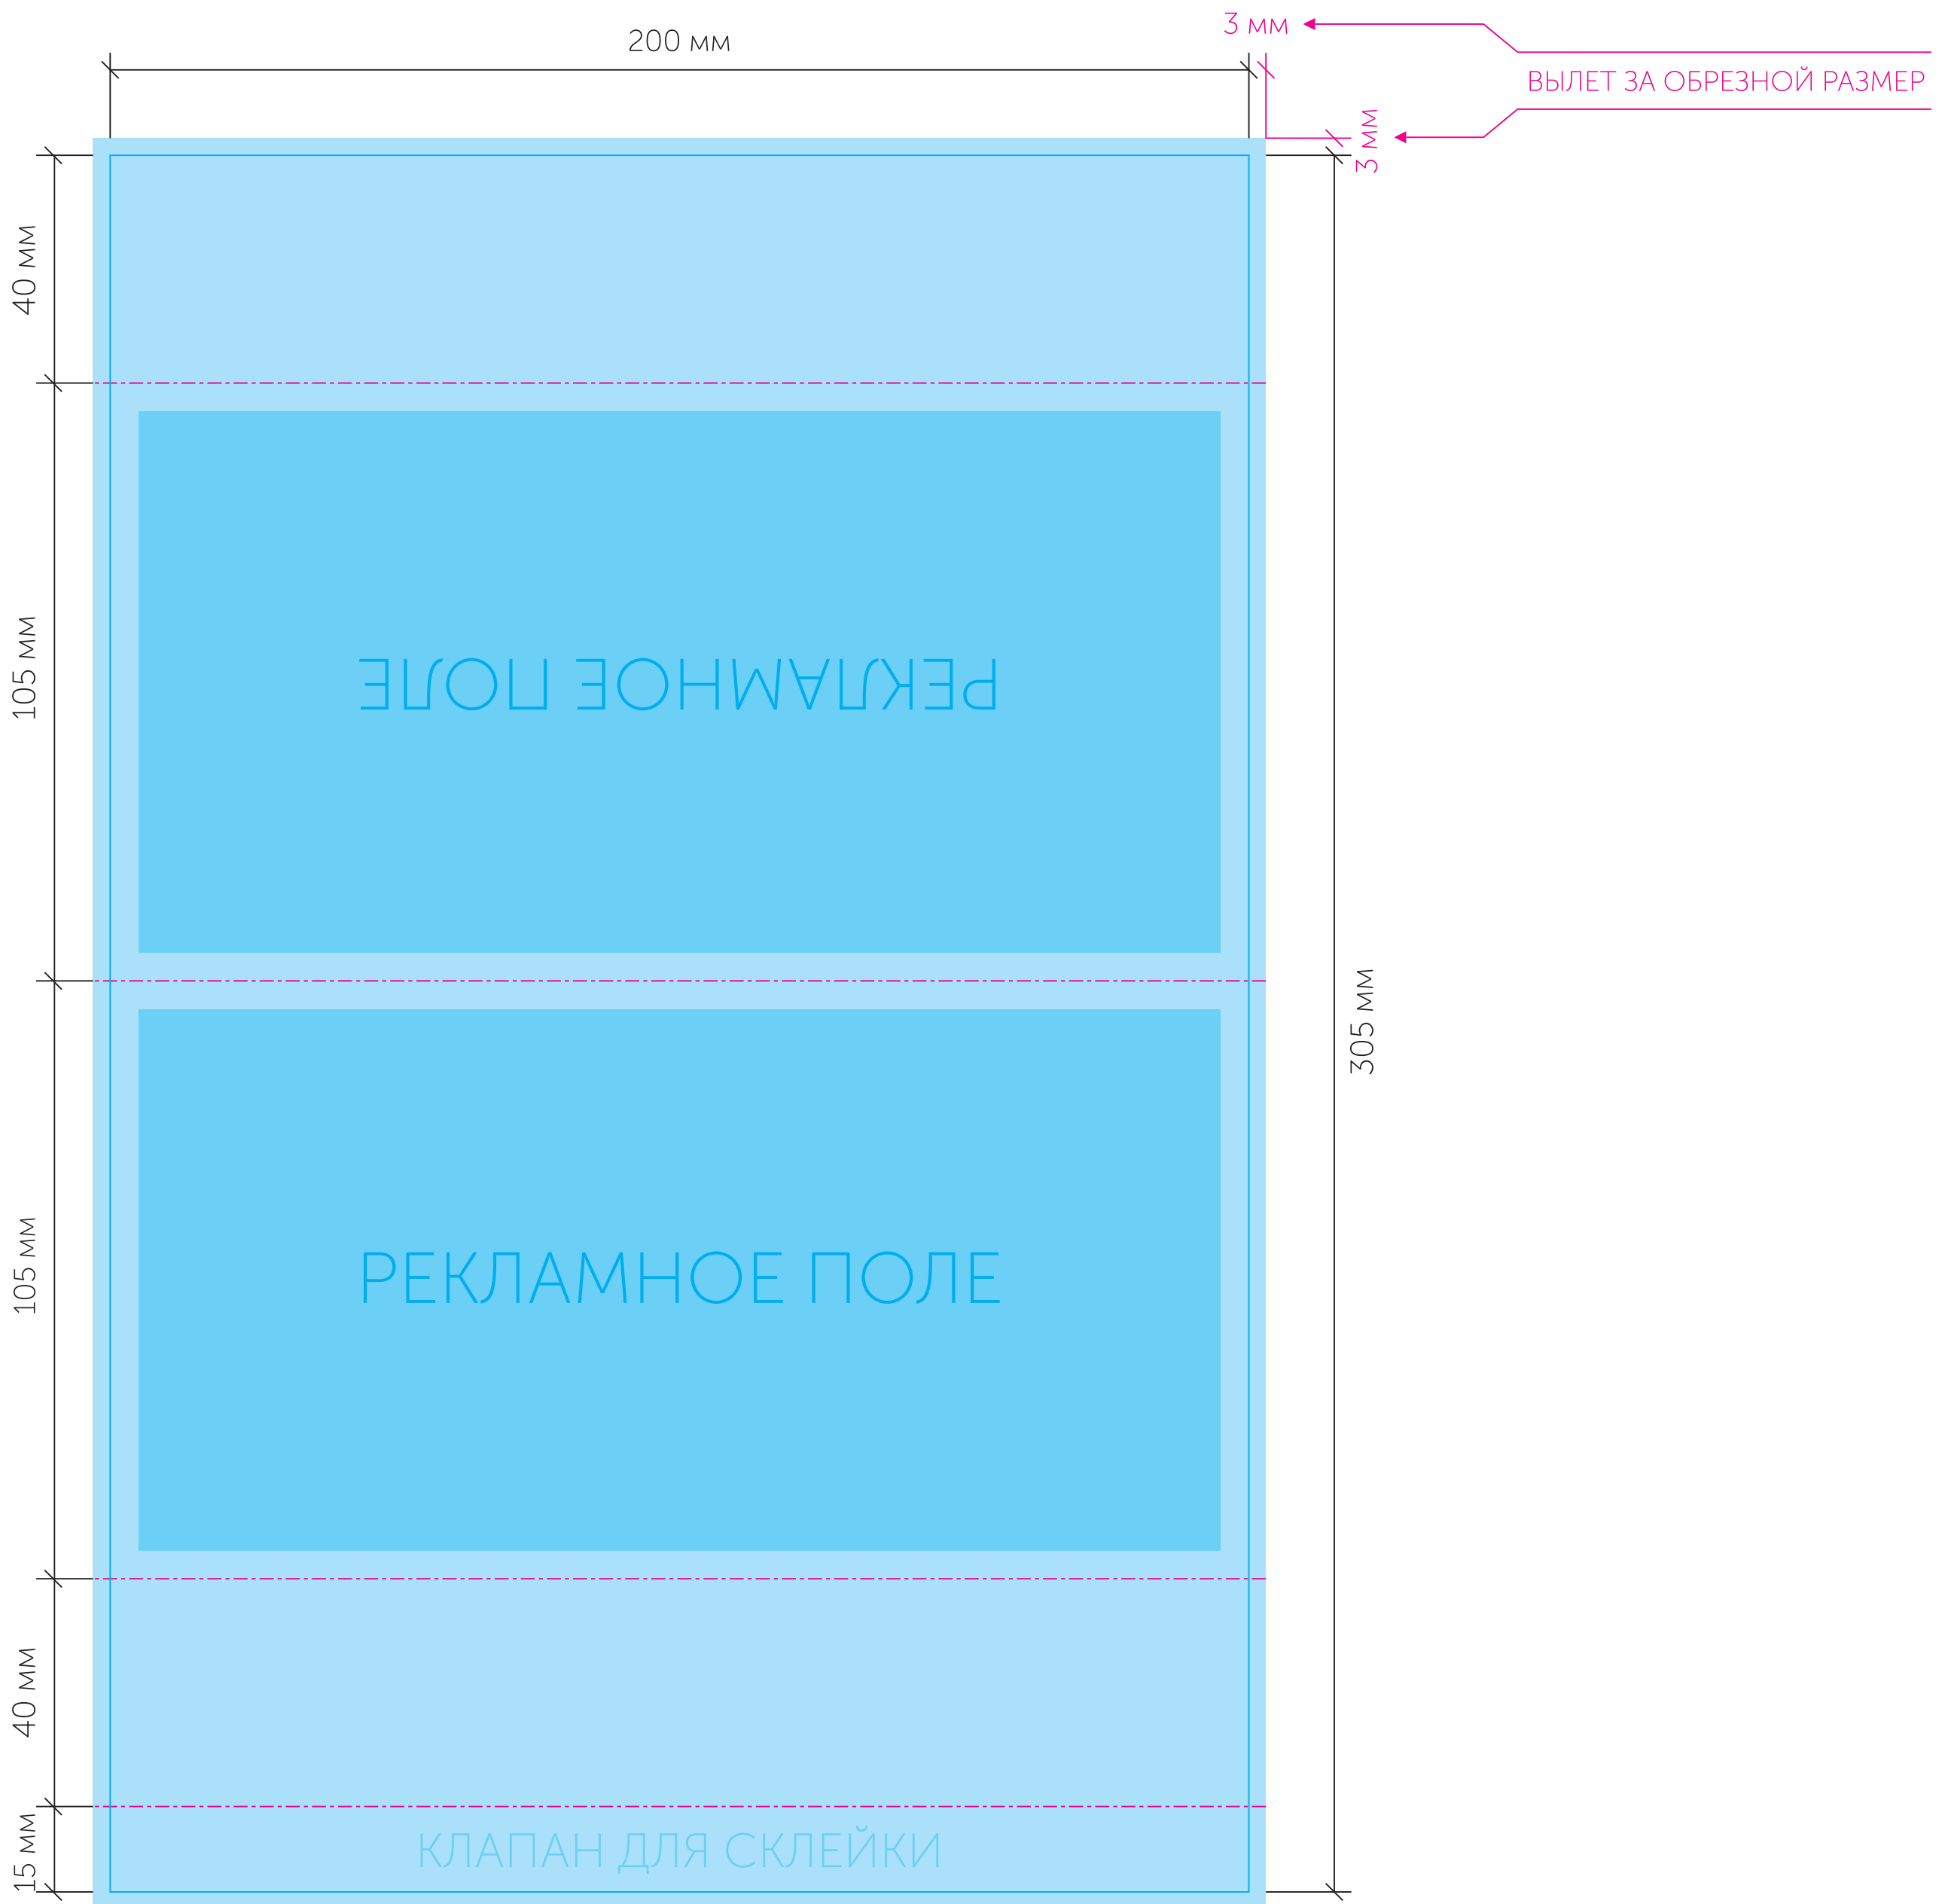 3 мм
200 мм
ВЫЛЕТ ЗА ОБРЕЗНОЙ РАЗМЕР
3 мм
40 мм
105 мм
РЕКЛАМНОЕ ПОЛЕ
305 мм
105 мм
РЕКЛАМНОЕ ПОЛЕ
40 мм
15 мм
КЛАПАН ДЛЯ СКЛЕЙКИ